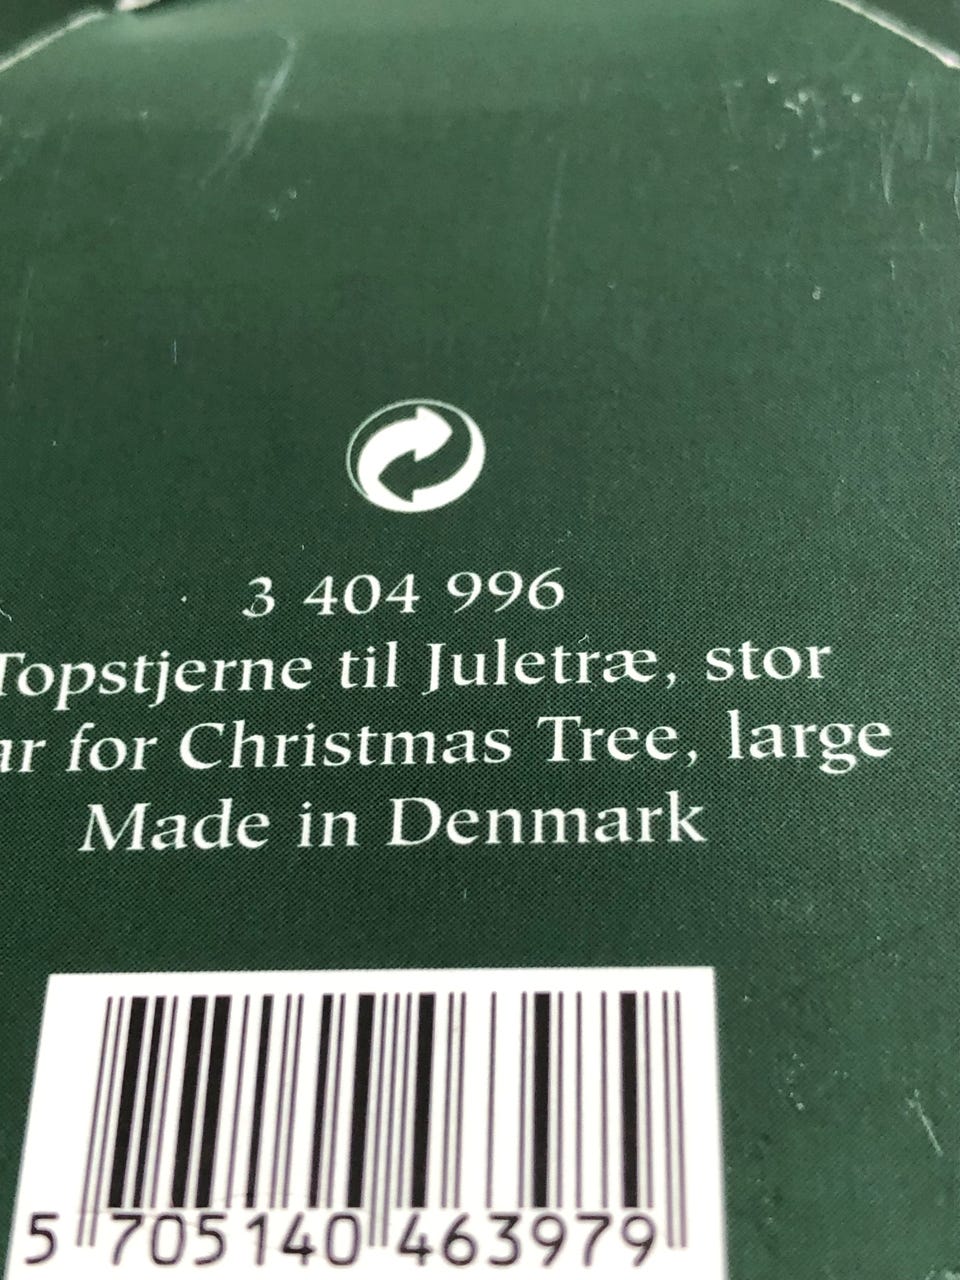 3 404 996
Topstjerne til Juletræ, stor
for Christmas Tree, large
Made in Denmark
5 705140 463979